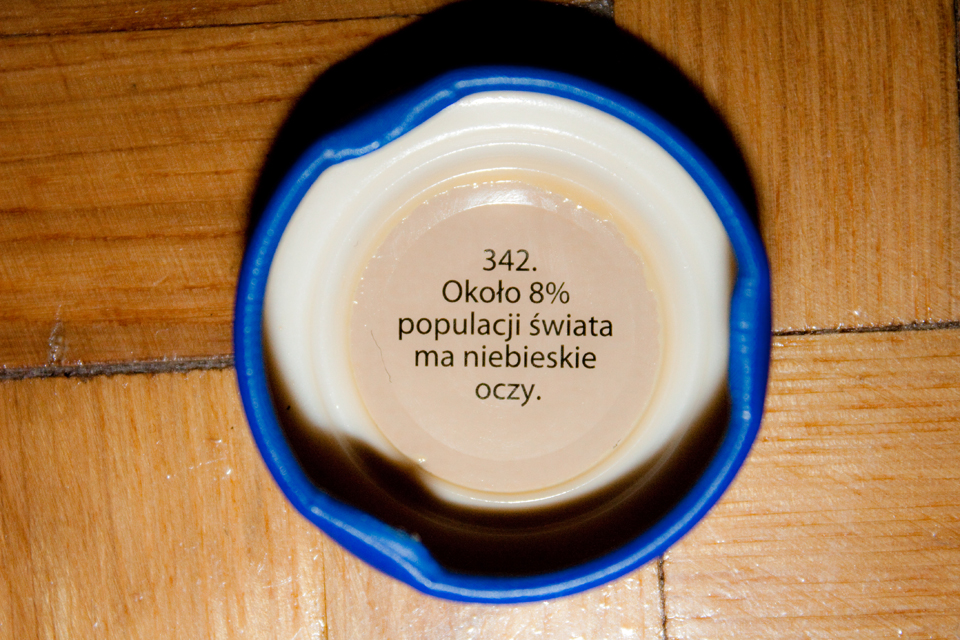 342.
Około 8%
populacji świata
ma niebieskie
oczy.